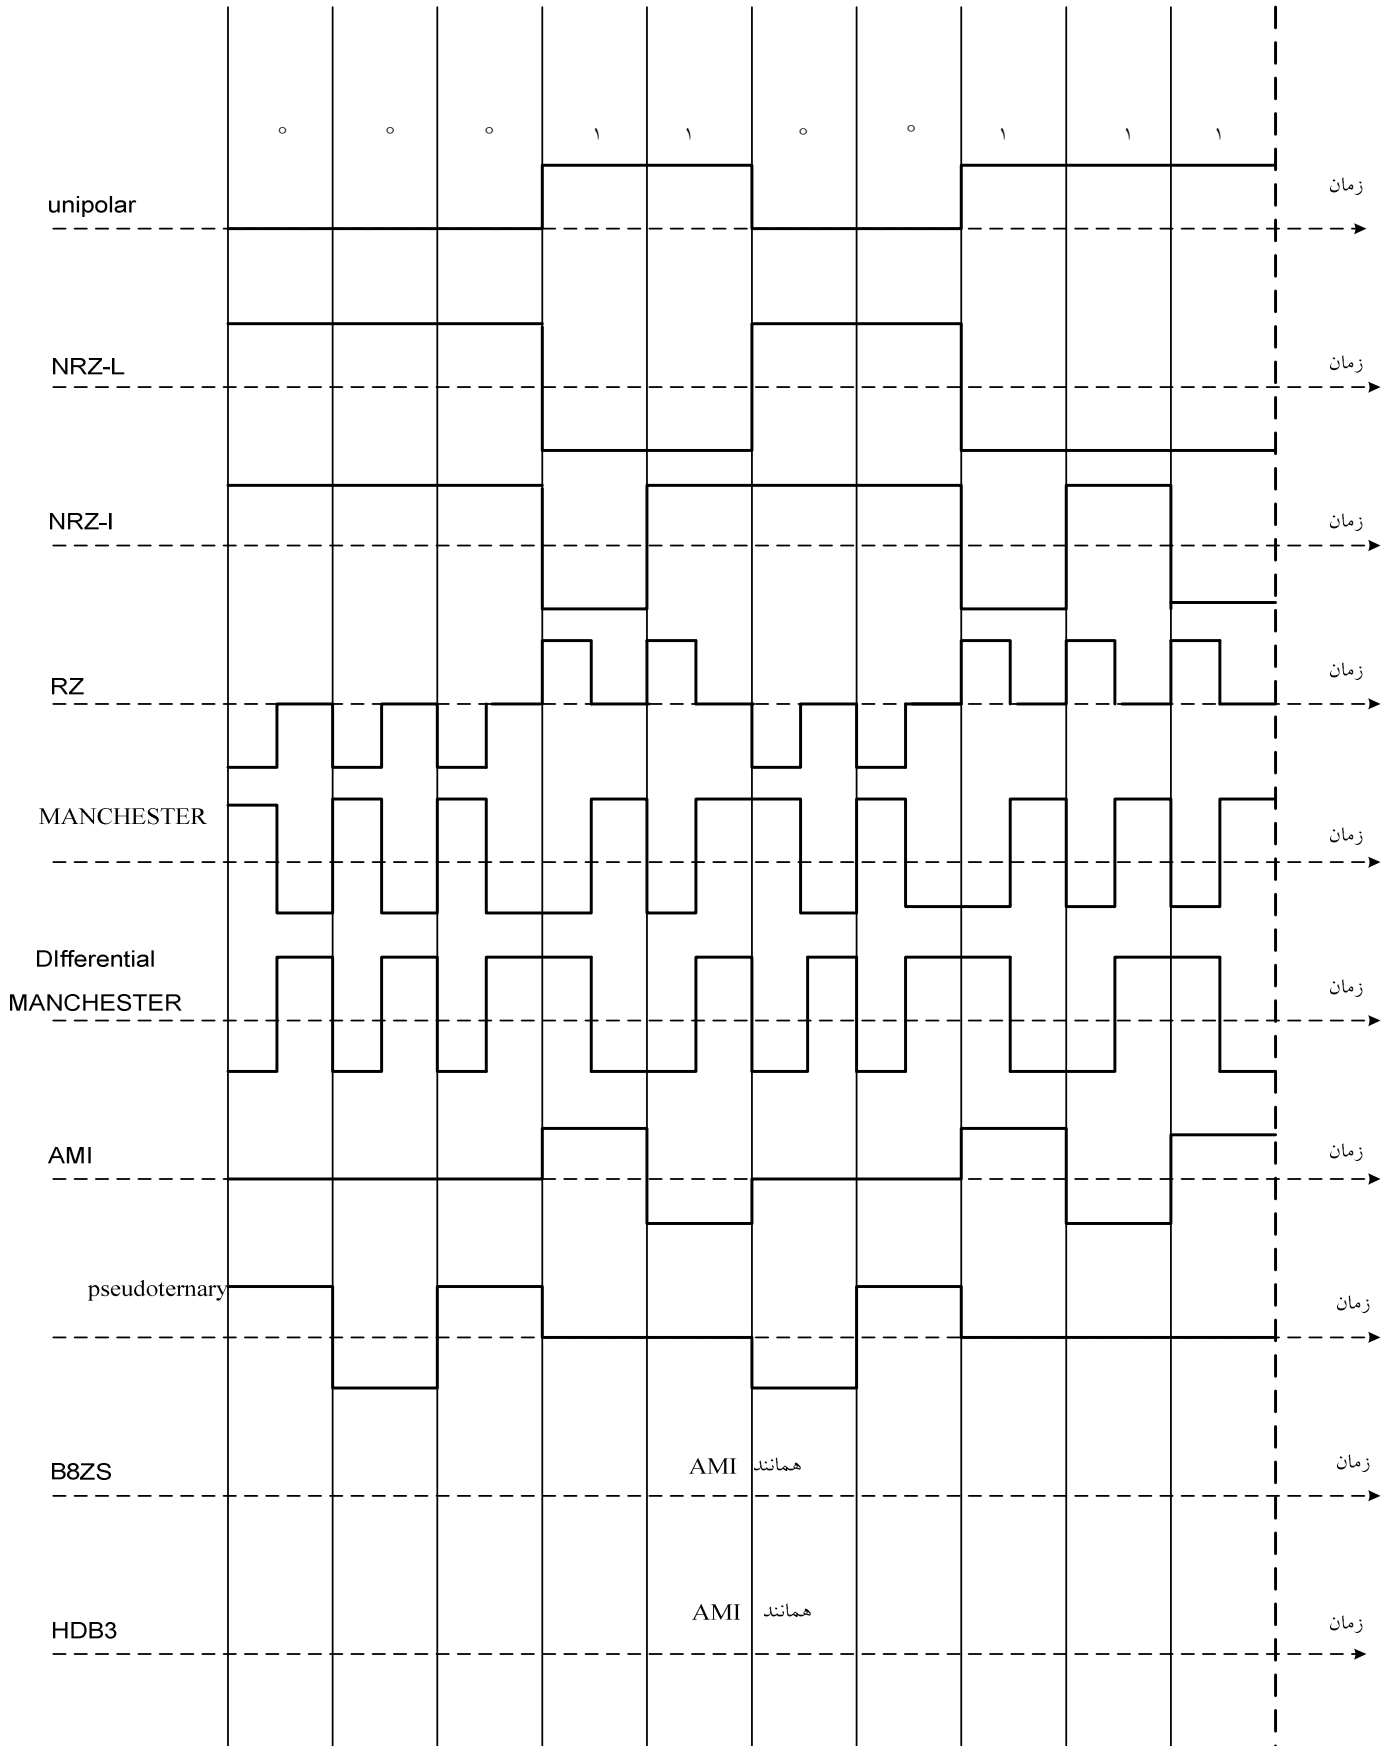 ۰ ۰ ۰ ۱ ۱ ۰ ۰ ۱ ۱ ۱
unipolar زمان
NRZ-L زمان
NRZ-I زمان
RZ زمان
MANCHESTER زمان
DIfferential
MANCHESTER زمان
AMI زمان
pseudoternary زمان
B8ZS همانند AMI زمان
HDB3 همانند AMI زمان